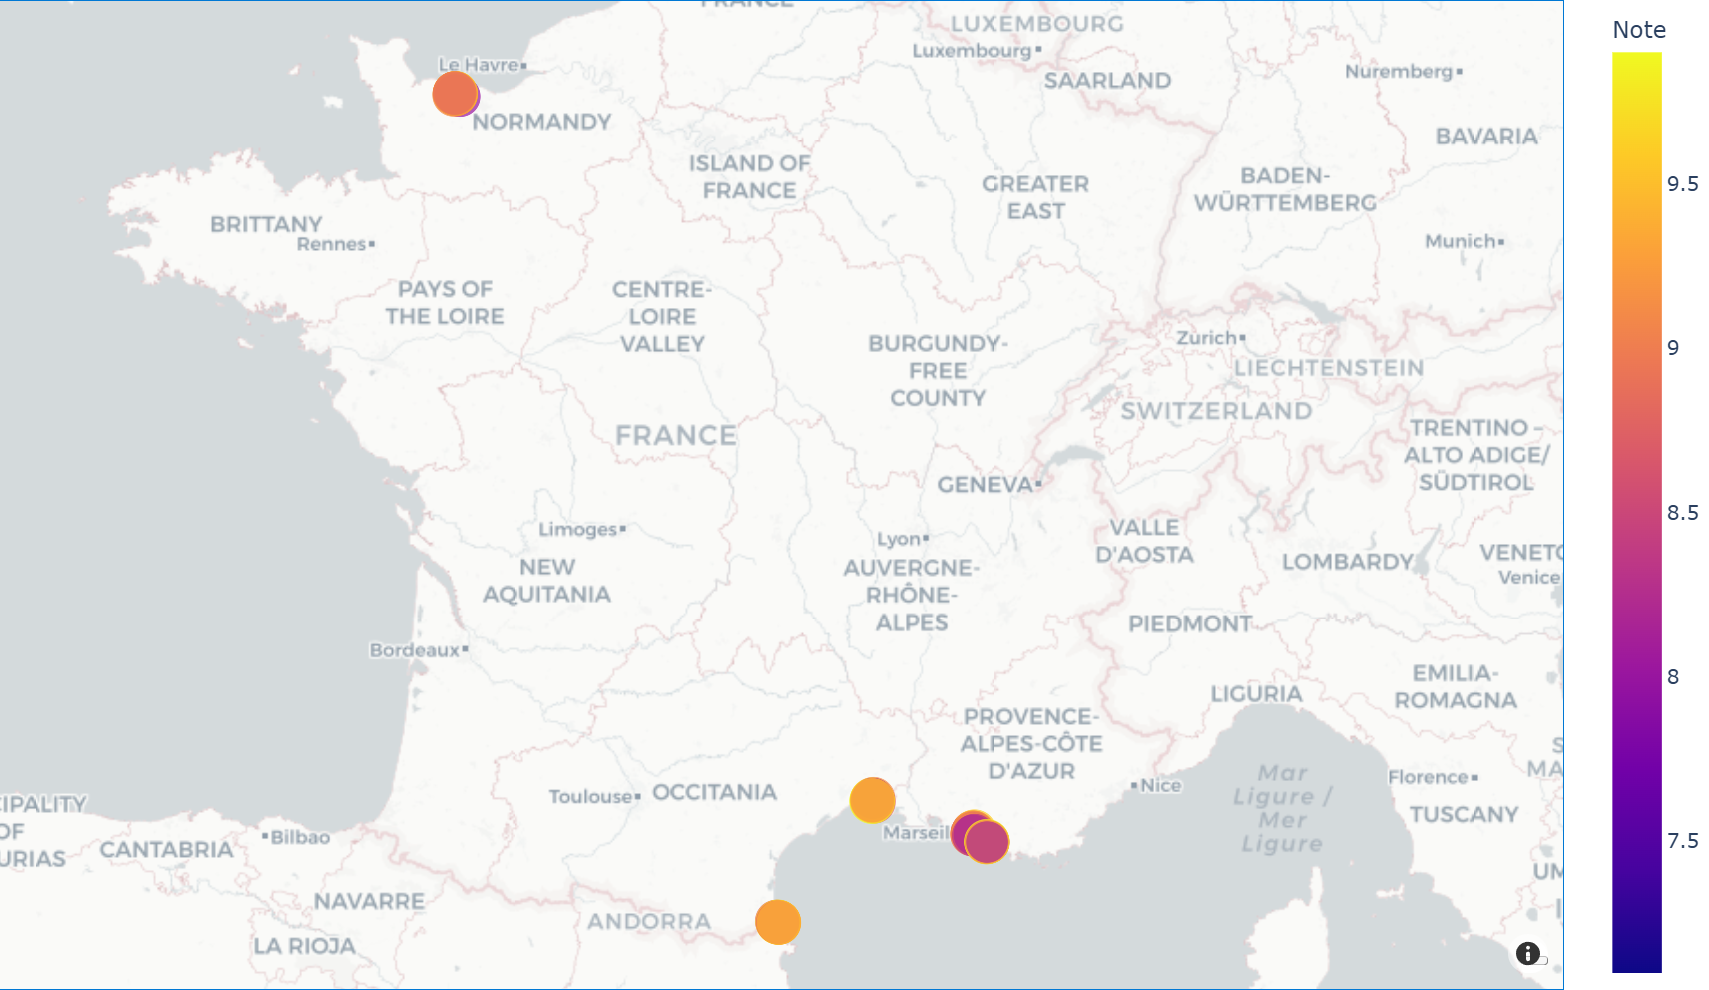 FRANCE
LUXEMBOURG
Luxembourg
SAARLAND
Nuremberg
Le Havre
NORMANDY
BAVARIA
ISLAND OF
FRANCE
GREATER
EAST
BADEN-
WÜRTTEMBERG
BRITTANY
Rennes
Munich
PAYS OF
THE LOIRE
CENTRE-
LOIRE
VALLEY
BURGUNDY-
FREE
COUNTY
Zurich
LIECHTENSTEIN
SWITZERLAND
FRANCE
TRENTINO -
ALTO ADIGE/
SÜDTIROL
GENEVA
Limoges
Lyon
VALLE
D'AOSTA
LOMBARDY
VENETO
Venice
NEW
AQUITANIA
AUVERGNE-
RHÔNE-
ALPES
PIEDMONT
Bordeaux
EMILIA-
ROMAGNA
LIGURIA
PROVENCE-
ALPES-CÔTE
D'AZUR
Nice
Mar
Ligure /
Mer
Ligure
Florence
TUSCANY
S
MA
Toulouse
OCCITANIA
Marseil
CIPALITY
OF
URIAS
Bilbao
CANTABRIA
NAVARRE
LA RIOJA
ANDORRA
UM
Note
9.5
9
8.5
8
7.5